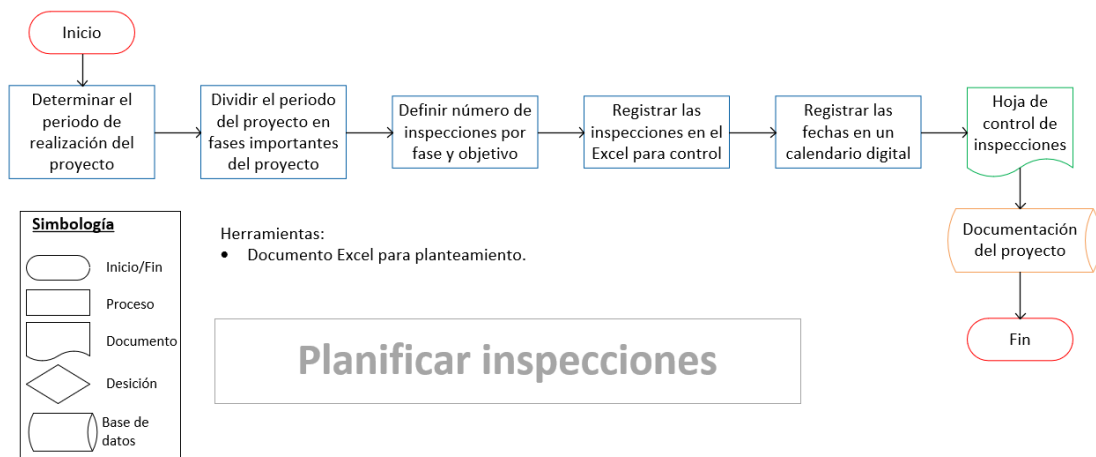 Inicio
Determinar el
periodo de
realización del
proyecto
Dividir el periodo
del proyecto en
fases importantes
del proyecto
Definir número de
inspecciones por
fase y objetivo
Registrar las
inspecciones en el
Excel para control
Registrar las
fechas en un
calendario digital
Hoja de
control de
inspecciones
Documentación
del proyecto
Fin
Simbología
Inicio/Fin
Proceso
Documento
Desición
Base de
datos
Herramientas:
• Documento Excel para planteamiento.
Planificar inspecciones